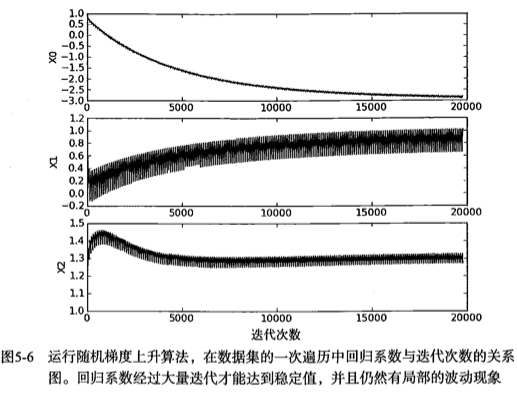 1.0
0.5
0.0
-0.5
-1.0
-1.5
-2.0
-2.5
-3.0
X0
0 5000 10000 15000 20000
1.2
1.0
0.8
0.6
0.4
0.2
0.0
-0.2
X1
0 5000 10000 15000 20000
1.5
1.4
1.3
1.2
1.1
1.0
X2
0 5000 10000 15000 20000
迭代次数
图5-6 运行随机梯度上升算法，在数据集的一次遍历中回归系数与迭代次数的关系
图。回归系数经过大量迭代才能达到稳定值，并且仍然有局部的波动现象